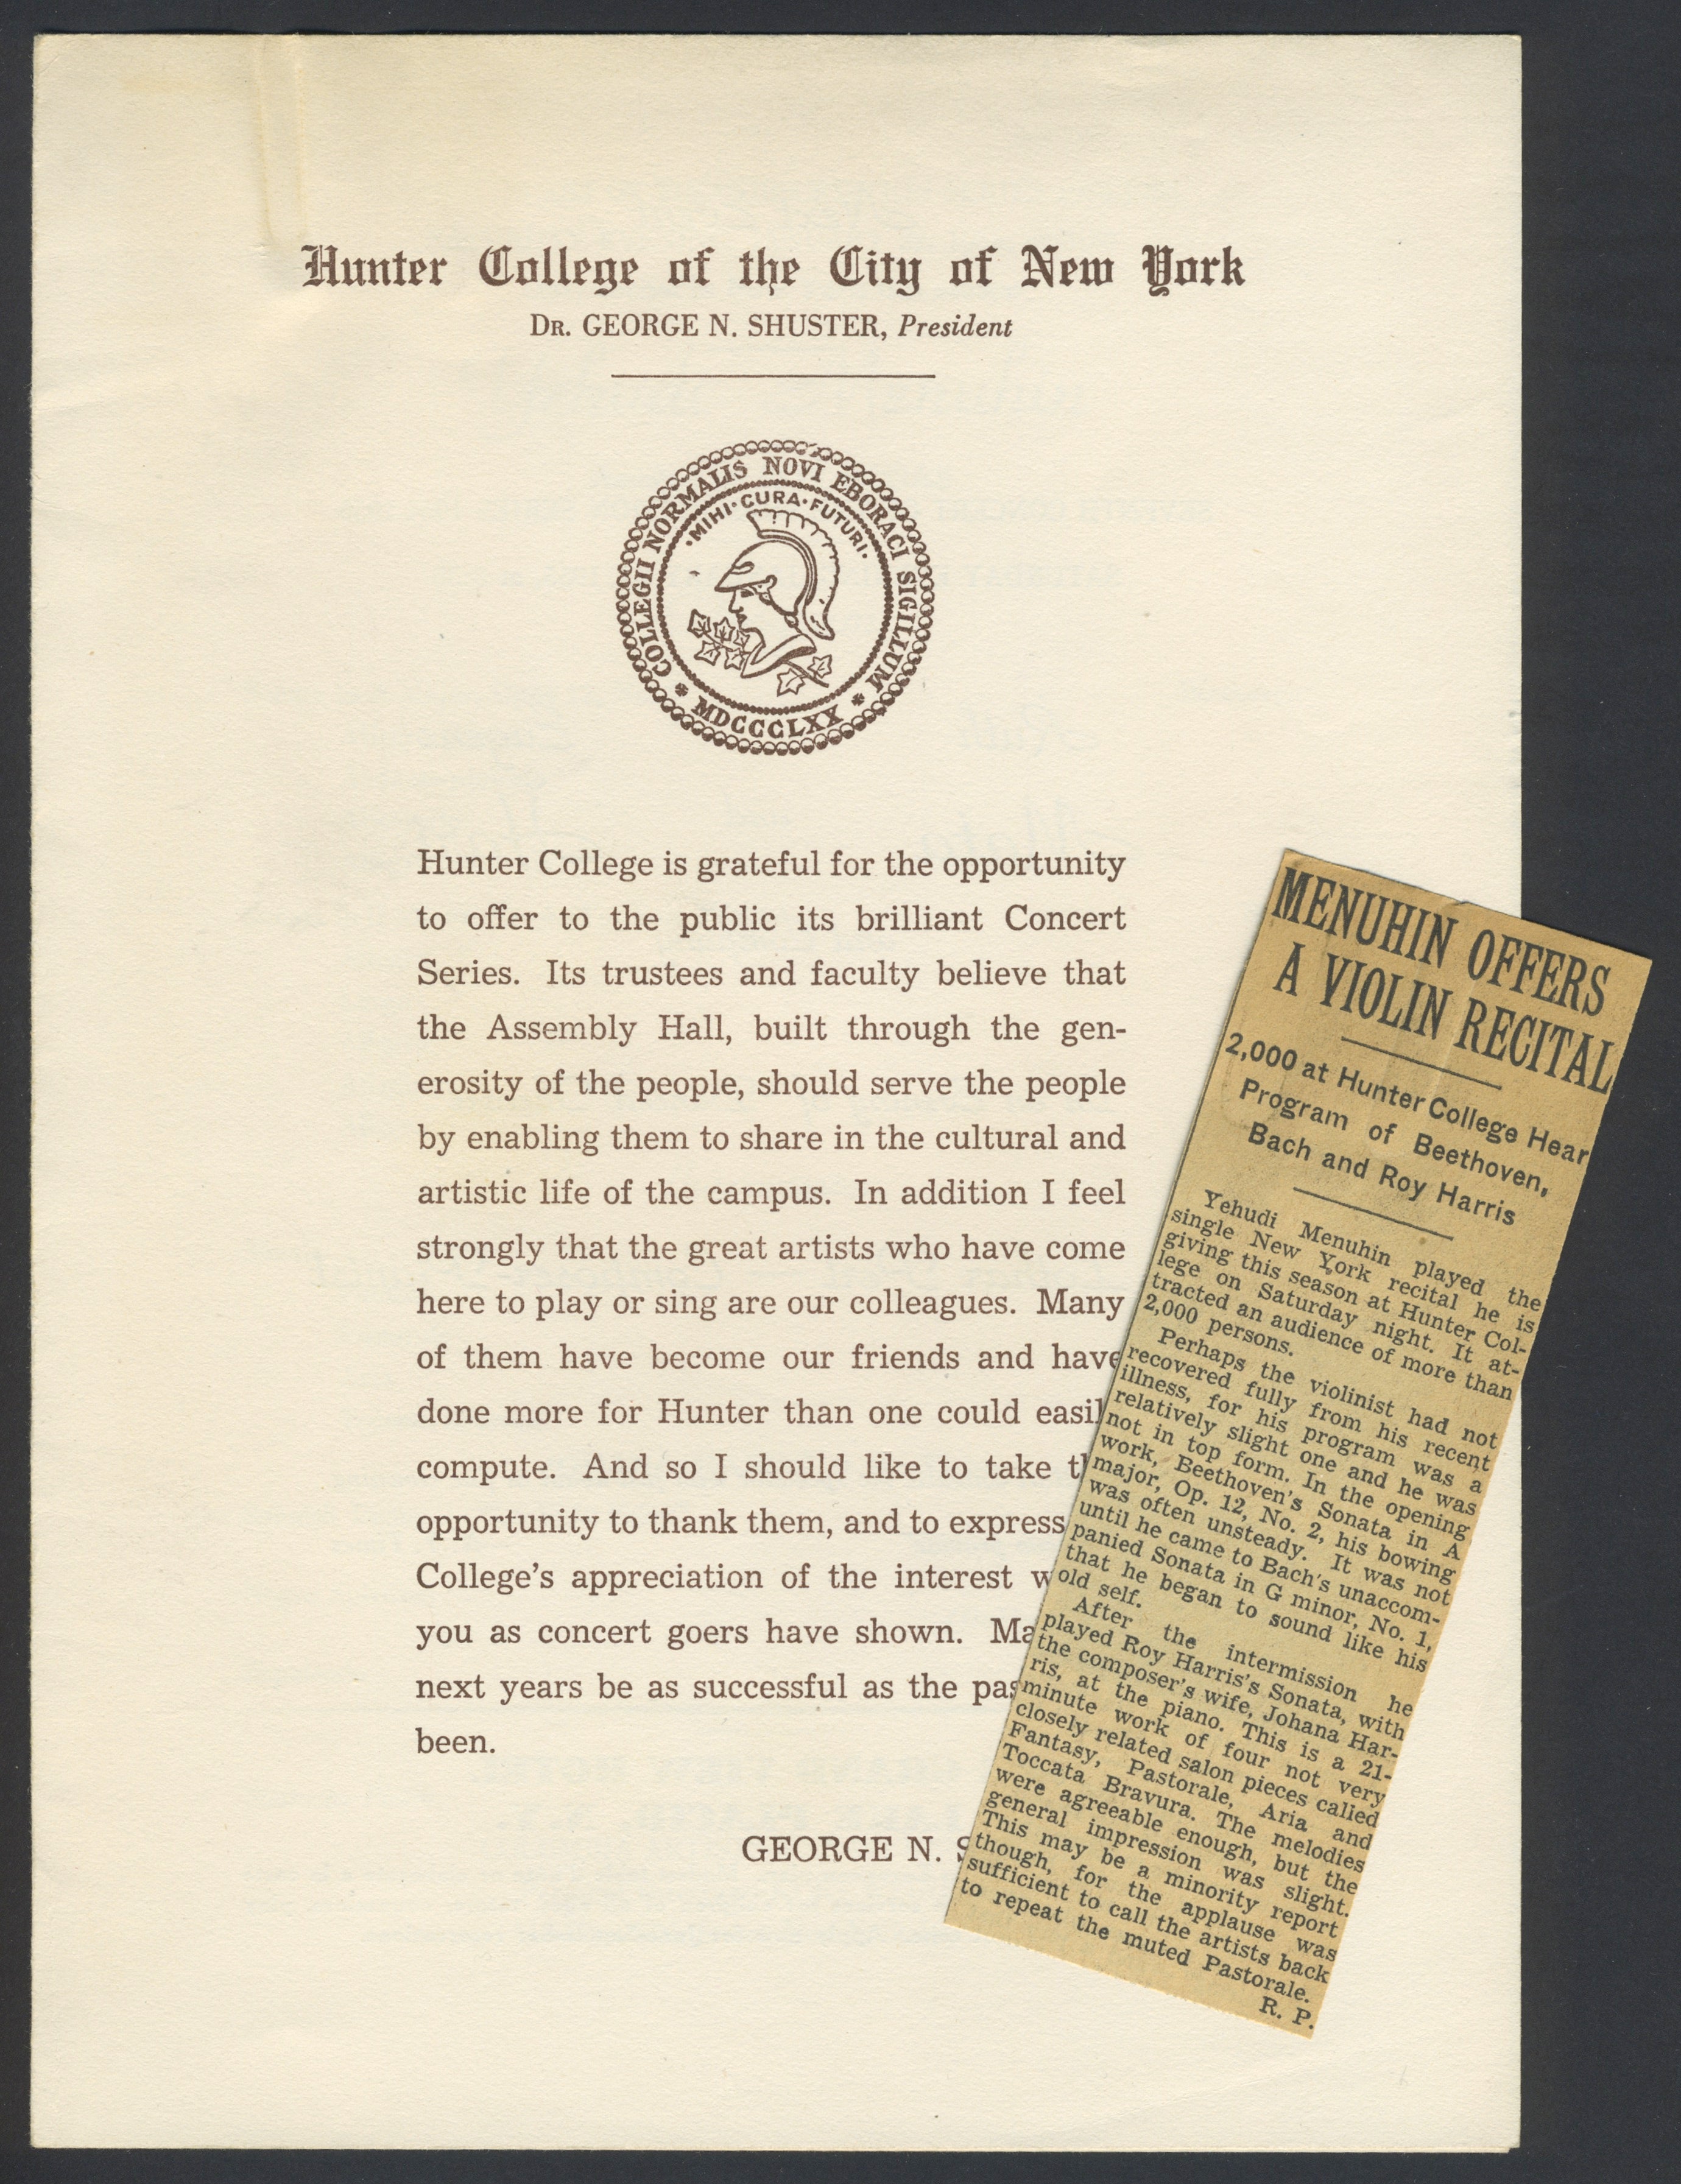 Hunter College of the City of New York
DR. GEORGE N. SHUSTER, President
COLLEGII NORMALIS NOVI EBORACI SIGILLUM
·MIHI·CURA·FUTURI·
MDCCCLXX
Hunter College is grateful for the opportunity
to offer to the public its brilliant Concert
Series. Its trustees and faculty believe that
the Assembly Hall, built through the gen-
erosity of the people, should serve the people
by enabling them to share in the cultural and
artistic life of the campus. In addition I feel
strongly that the great artists who have come
here to play or sing are our colleagues. Many
of them have become our friends and have
done more for Hunter than one could easil
compute. And so I should like to take t
opportunity to thank them, and to express
College's appreciation of the interest w
you as concert goers have shown. Ma
next years be as successful as the pas
been.
GEORGE N. S
MENUHIN OFFERS
A VIOLIN RECITAL
2,000 at Hunter College Hear
Program of Beethoven,
Bach and Roy Harris
Yehudi Menuhin played the
single New York recital he is
giving this season at Hunter Col-
lege on Saturday night. It at-
tracted an audience of more than
2,000 persons.
Perhaps the violinist had not
recovered fully from his recent
illness, for his program was a
relatively slight one and he was
not in top form. In the opening
work, Beethoven's Sonata in A
major, Op. 12, No. 2, his bowing
was often unsteady. It was not
until he came to Bach's unaccom-
panied Sonata in G minor, No. 1,
that he began to sound like his
old self.
After the intermission he
played Roy Harris's Sonata, with
the composer's wife, Johana Har-
ris, at the piano. This is a 21-
minute work of four not very
closely related salon pieces called
Fantasy, Pastorale, Aria and
Toccata Bravura. The melodies
were agreeable enough, but the
general impression was slight.
This may be a minority report
though, for the applause was
sufficient to call the artists back
to repeat the muted Pastorale.
R. P.